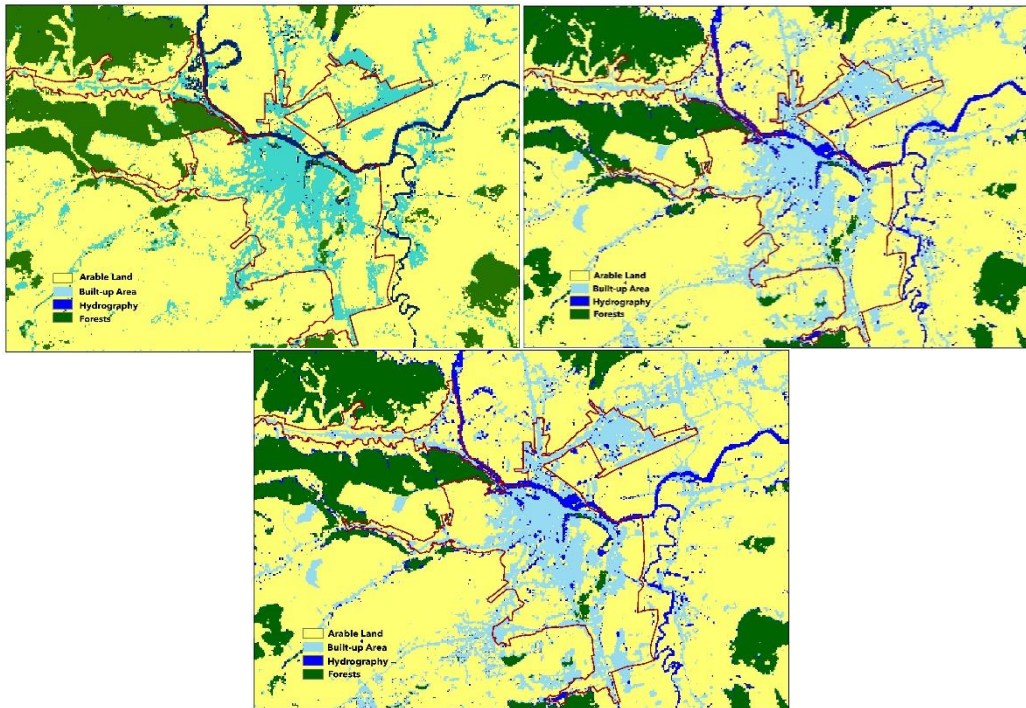 Arable Land
Built-up Area
Hydrography
Forests
Arable Land
Built-up Area
Hydrography
Forests
Arable Land
Built-up Area
Hydrography
Forests